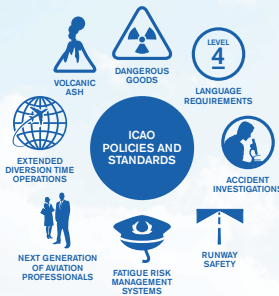 VOLCANIC
ASH
DANGEROUS
GOODS
LEVEL
4
LANGUAGE
REQUIREMENTS
ICAO
POLICIES AND
STANDARDS
EXTENDED
DIVERSION TIME
OPERATIONS
ACCIDENT
INVESTIGATIONS
NEXT GENERATION
OF AVIATION
PROFESSIONALS
FATIGUE RISK
MANAGEMENT
SYSTEMS
RUNWAY
SAFETY